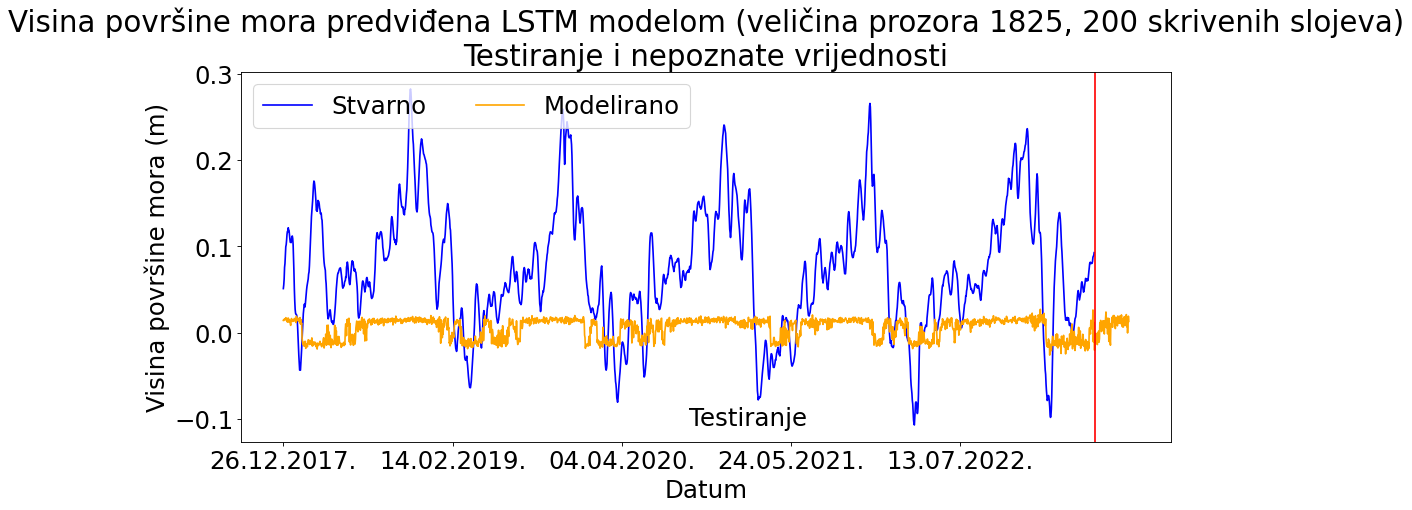 Visina površine mora predviđena LSTM modelom (veličina prozora 1825, 200 skrivenih slojeva)
Testiranje i nepoznate vrijednosti
Stvarno Modelirano
Visina površine mora (m)
0.3
0.2
0.1
0.0
−0.1
Testiranje
26.12.2017. 14.02.2019. 04.04.2020. 24.05.2021. 13.07.2022.
Datum